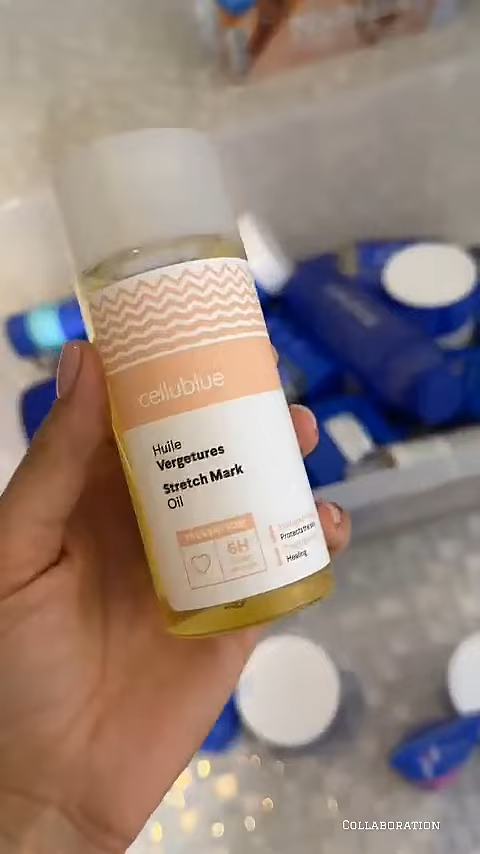 cellublue
Huile
Vergetures
Stretch Mark
Oil
6H
Protects the skin
Healing
COLLABORATION